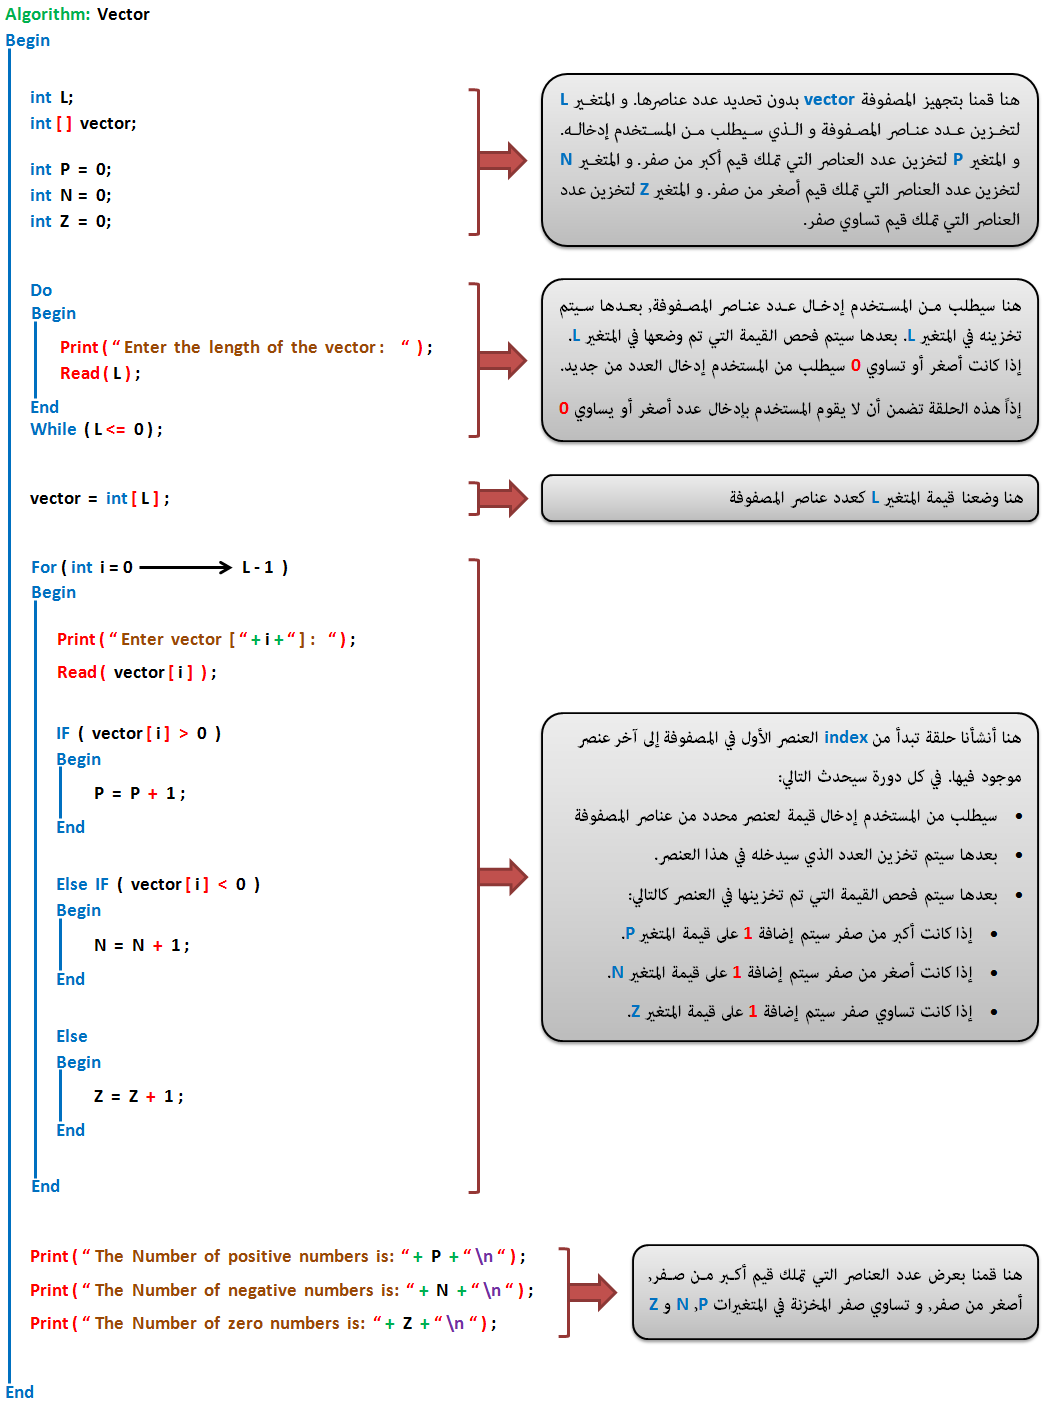 Algorithm: Vector
Begin
int L;
int[ ] vector;
int P = 0;
int N = 0;
int Z = 0;
هنا قمنا بتجهيز المصفوفة vector بدون تحديد عدد عناصرها. و المتغير L
لتخزين عدد عناصر المصفوفة و الذي سيطلب من المستخدم إدخاله.
و المتغير P لتخزين عدد العناصر التي تملك قيم أكبر من صفر. و المتغير N
لتخزين عدد العناصر التي تملك قيم أصغر من صفر. و المتغير Z لتخزين عدد
العناصر التي تملك قيم تساوي صفر.
Do
Begin
Print( “ Enter the length of the vector :   “ ) ;
Read( L ) ;
End
While ( L <= 0 ) ;
هنا سيطلب من المستخدم إدخال عدد عناصر المصفوفة, بعدها سيتم
تخزينه في المتغير L. بعدها سيتم فحص القيمة التي تم وضعها في المتغير L.
إذا كانت أصغر أو تساوي 0 سيطلب من المستخدم إدخال العدد من جديد.
إذاً هذه الحلقة تضمن أن لا يقوم المستخدم بإدخال عدد أصغر أو يساوي 0
vector = int[ L ] ;
هنا وضعنا قيمة المتغير L كعدد عناصر المصفوفة
For ( int i = 0 ⟶ L - 1 )
Begin
Print( “ Enter vector [ “ + i + “ ] :  “ ) ;
Read( vector [ i ] ) ;
IF ( vector [ i ] > 0 )
Begin
P = P + 1 ;
End
Else IF ( vector [ i ] < 0 )
Begin
N = N + 1 ;
End
Else
Begin
Z = Z + 1 ;
End
End
هنا أنشأنا حلقة تبدأ من index العنصر الأول في المصفوفة إلى آخر عنصر
موجود فيها. في كل دورة سيحدث التالي:
• سيطلب من المستخدم إدخال قيمة لعنصر محدد من عناصر المصفوفة
• بعدها سيتم تخزين العدد الذي سيدخله في هذا العنصر.
• بعدها سيتم فحص القيمة التي تم تخزينها في العنصر كالتالي:
• إذا كانت أكبر من صفر سيتم إضافة 1 على قيمة المتغير P.
• إذا كانت أصغر من صفر سيتم إضافة 1 على قيمة المتغير N.
• إذا كانت تساوي صفر سيتم إضافة 1 على قيمة المتغير Z.
Print( “ The Number of positive numbers is: “ + P + “ \n “ ) ;
Print( “ The Number of negative numbers is: “ + N + “ \n “ ) ;
Print( “ The Number of zero numbers is: “ + Z + “ \n “ ) ;
هنا قمنا بعرض عدد العناصر التي تملك قيم أكبر من صفر,
أصغر من صفر, و تساوي صفر المخزنة في المتغيرات P, N و Z
End